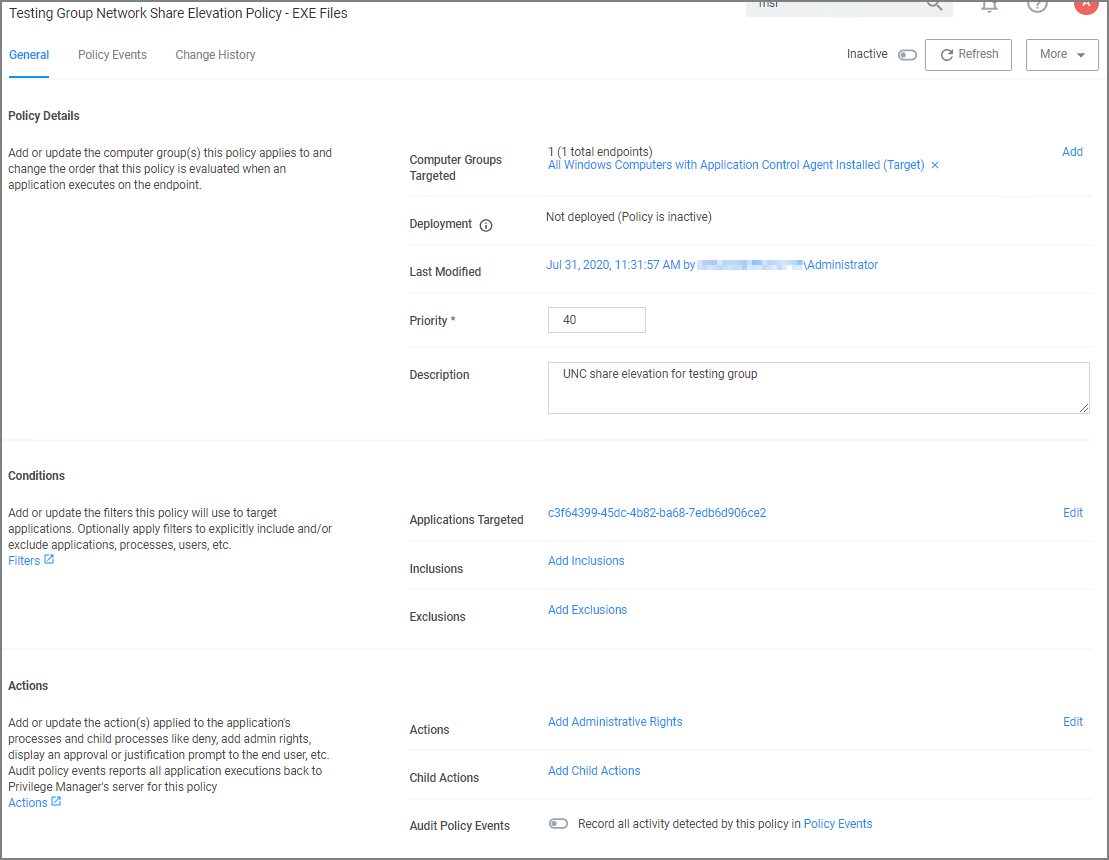 Testing Group Network Share Elevation Policy - EXE Files
msi
A
General
Policy Events
Change History
Inactive
Refresh
More
Policy Details
Add or update the computer group(s) this policy applies to and
change the order that this policy is evaluated when an
application executes on the endpoint.
Computer Groups
Targeted
1 (1 total endpoints)
All Windows Computers with Application Control Agent Installed (Target) ×
Add
Deployment
Not deployed (Policy is inactive)
Last Modified
Jul 31, 2020, 11:31:57 AM by \Administrator
Priority *
40
Description
UNC share elevation for testing group
Conditions
Add or update the filters this policy will use to target
applications. Optionally apply filters to explicitly include and/or
exclude applications, processes, users, etc.
Filters
Applications Targeted
c3f64399-45dc-4b82-ba68-7edb6d906ce2
Edit
Inclusions
Add Inclusions
Exclusions
Add Exclusions
Actions
Add or update the action(s) applied to the application's
processes and child processes like deny, add admin rights,
display an approval or justification prompt to the end user, etc.
Audit policy events reports all application executions back to
Privilege Manager's server for this policy
Actions
Actions
Add Administrative Rights
Edit
Child Actions
Add Child Actions
Audit Policy Events
Record all activity detected by this policy in Policy Events